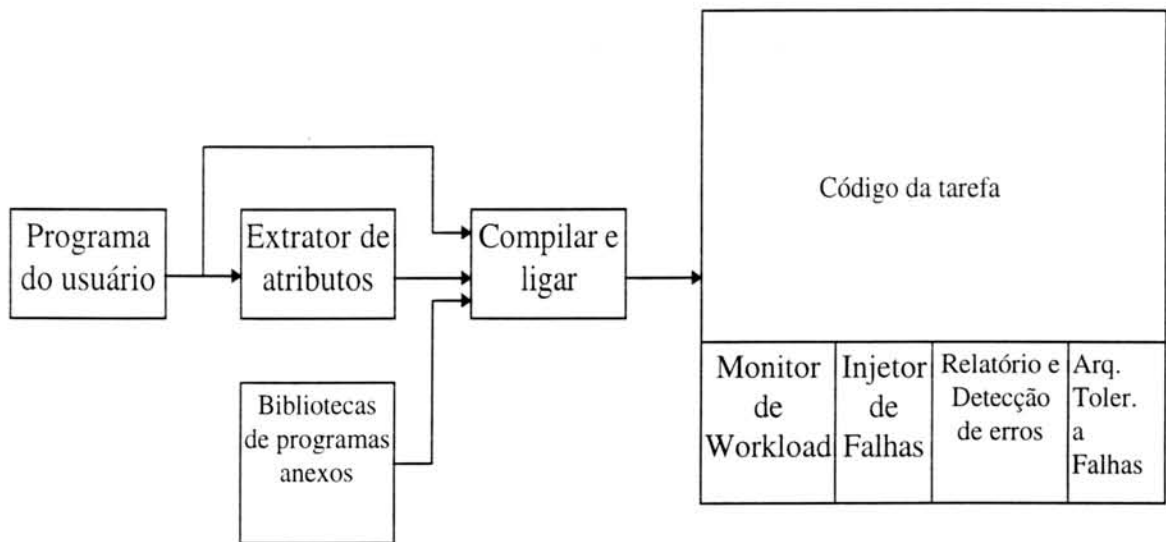 Código da tarefa
Programa
do usuário
Extrator de
atributos
Compilar e
ligar
Bibliotecas
de programas
anexos
Monitor
de
Workload
Injetor
de
Falhas
Relatório e
Detecção
de erros
Arq.
Toler.
a
Falhas